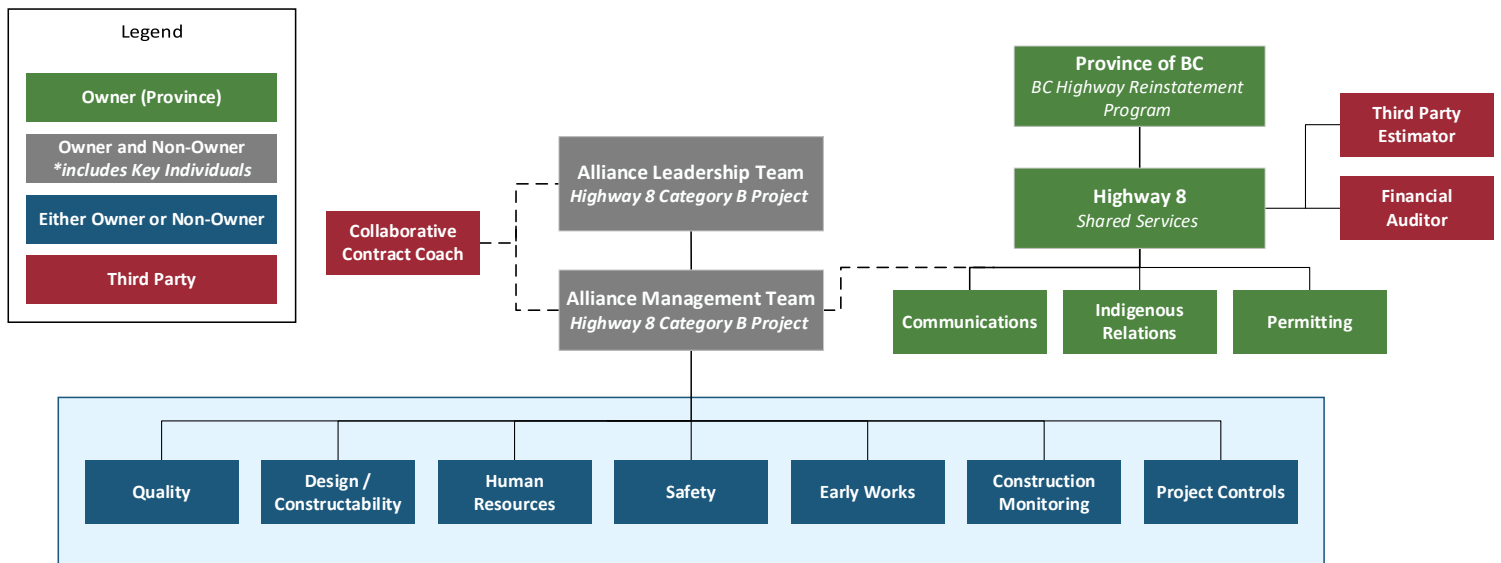 Legend
Owner (Province)
Owner and Non-Owner
*includes Key Individuals
Either Owner or Non-Owner
Third Party
Province of BC
BC Highway Reinstatement
Program
Third Party
Estimator
Alliance Leadership Team
Highway 8 Category B Project
Highway 8
Shared Services
Financial
Auditor
Collaborative
Contract Coach
Alliance Management Team
Highway 8 Category B Project
Communications
Indigenous
Relations
Permitting
Quality
Design /
Constructability
Human
Resources
Safety
Early Works
Construction
Monitoring
Project Controls